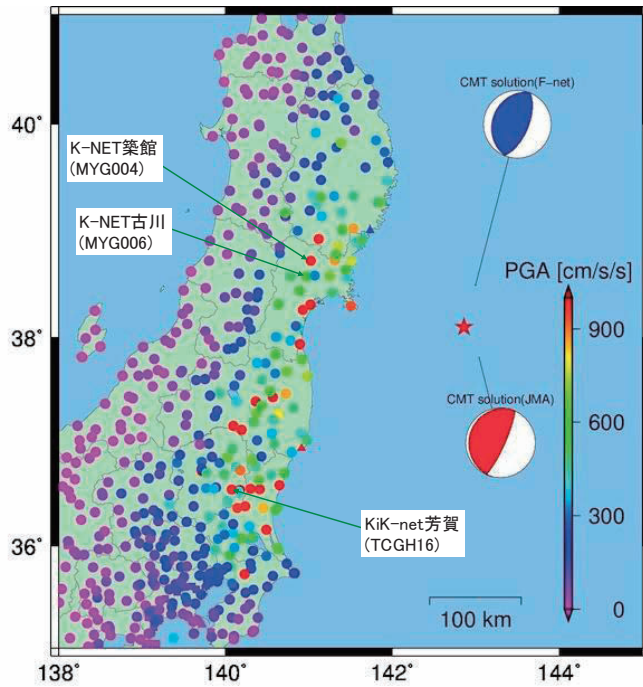 CMT solution(F-net)
40°
K-NET築館
(MYG004)
K-NET古川
(MYG006)
PGA [cm/s/s]
900
38°
CMT solution(JMA)
600
300
KiK-net芳賀
(TCGH16)
36°
0
100 km
138°
140°
142°
144°